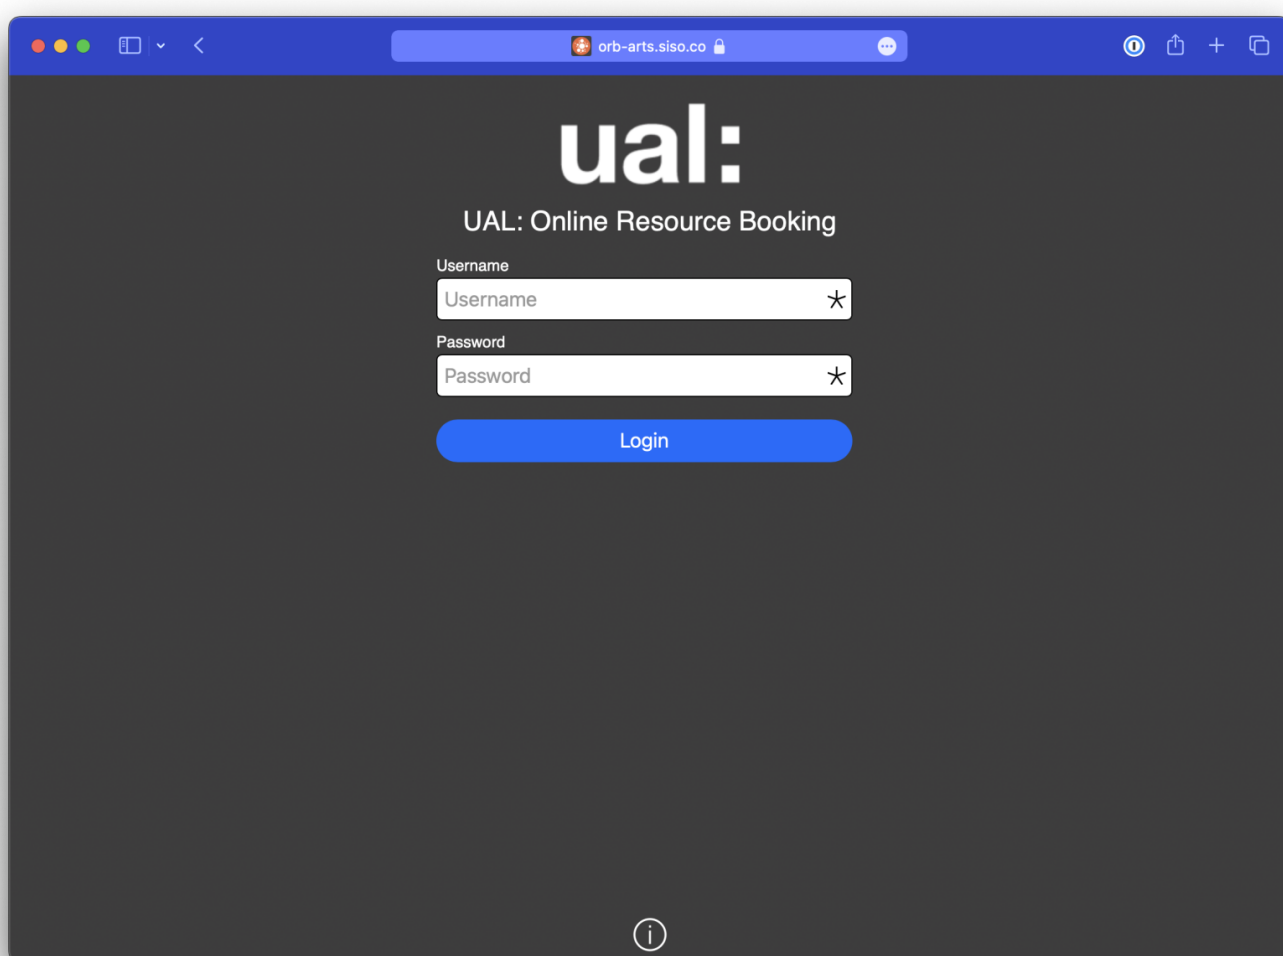 orb-arts.siso.co
ual:
UAL: Online Resource Booking
Username
Username
Password
Password
Login